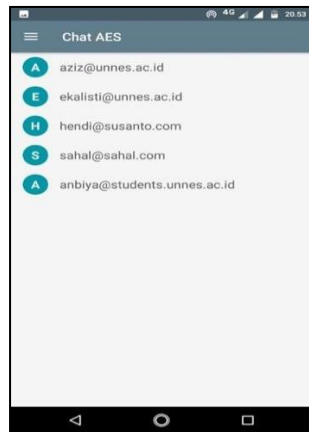 4G 20.53
Chat AES
A aziz@unnes.ac.id
E ekalisti@unnes.ac.id
H hendi@susanto.com
S sahal@sahal.com
A anbiya@students.unnes.ac.id